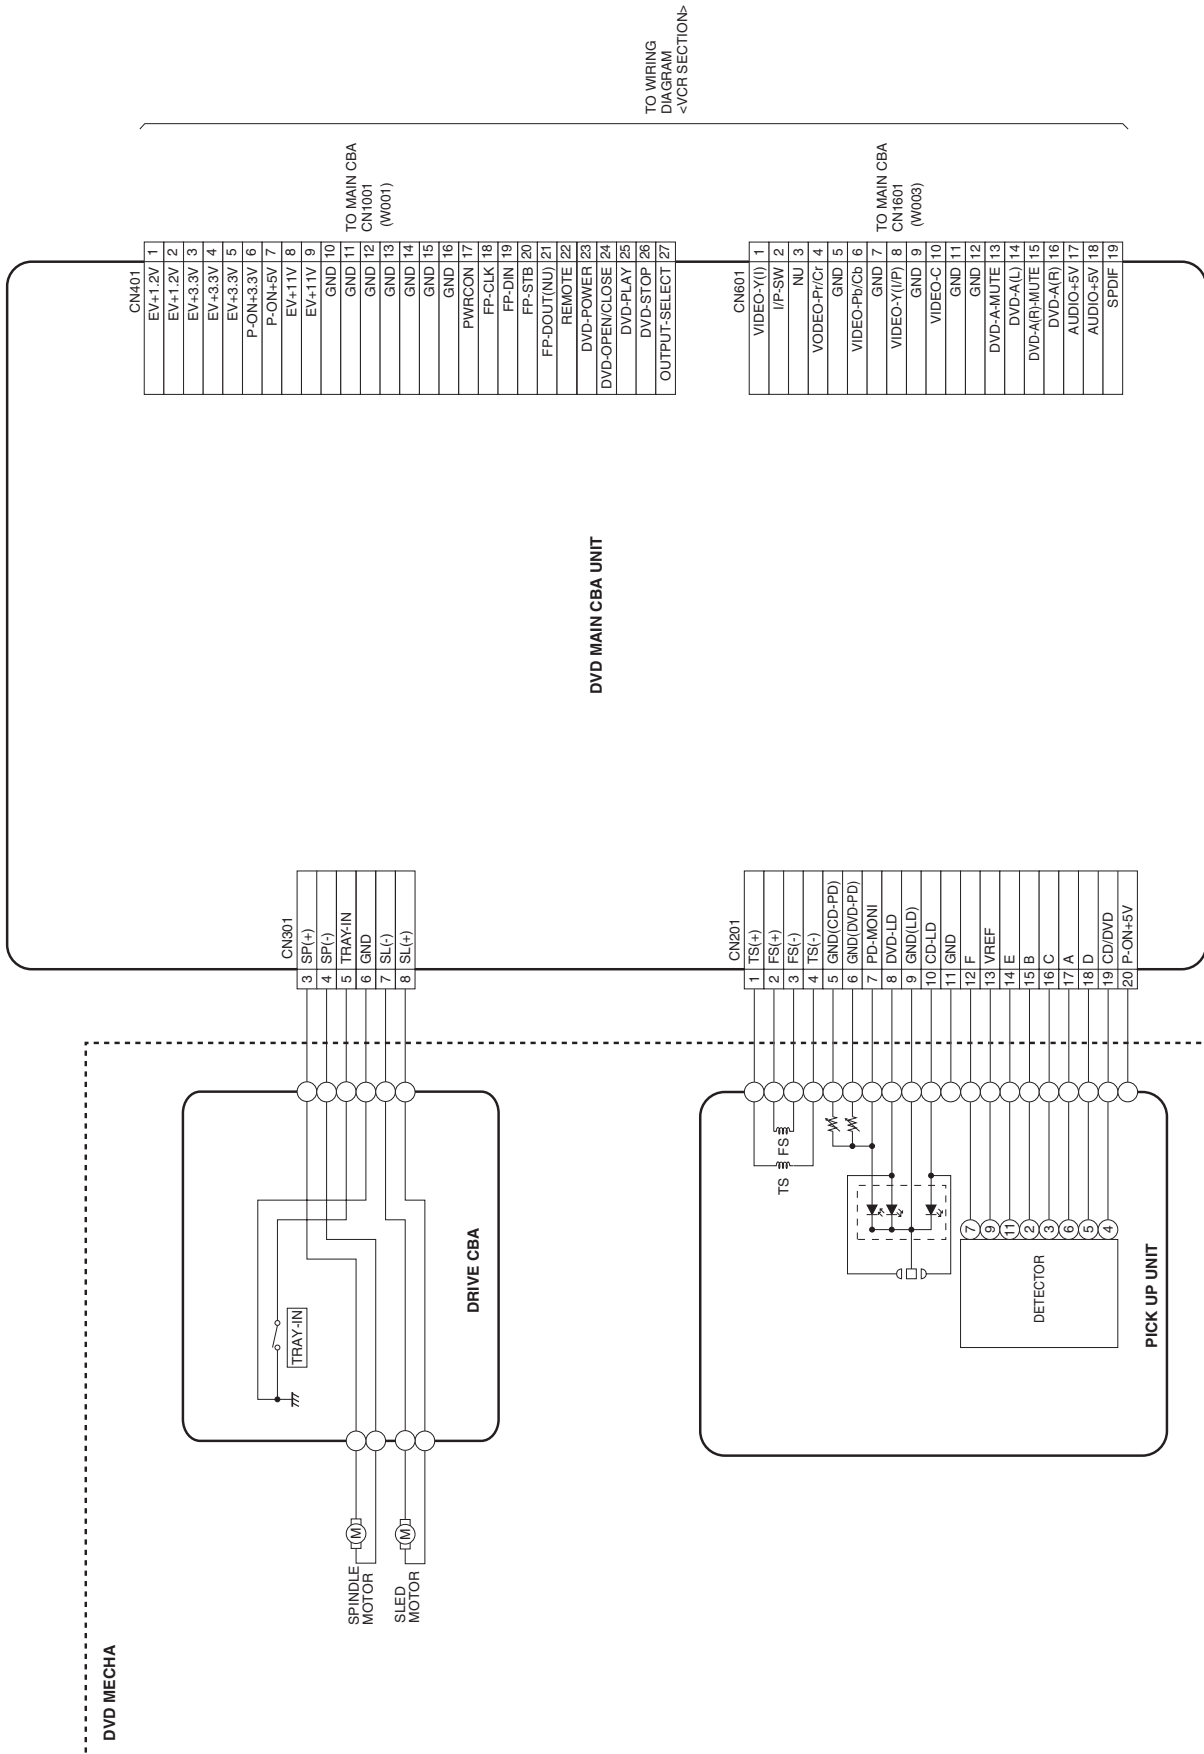 TO WIRING
DIAGRAM
<VCR SECTION>
TO MAIN CBA
CN1001
(W001)
TO MAIN CBA
CN1601
(W003)
CN401
EV+1.2V 1
EV+1.2V 2
EV+3.3V 3
EV+3.3V 4
EV+3.3V 5
P-ON+3.3V 6
P-ON+5V 7
EV+11V 8
EV+11V 9
GND 10
GND 11
GND 12
GND 13
GND 14
GND 15
GND 16
PWRCON 17
FP-CLK 18
FP-DIN 19
FP-STB 20
FP-DOUT(NU) 21
REMOTE 22
DVD-POWER 23
DVD-OPEN/CLOSE 24
DVD-PLAY 25
DVD-STOP 26
OUTPUT-SELECT 27
CN601
VIDEO-Y(I) 1
I/P-SW 2
NU 3
VODEO-Pr/Cr 4
GND 5
VIDEO-Pb/Cb 6
GND 7
VIDEO-Y(I/P) 8
GND 9
VIDEO-C 10
GND 11
GND 12
DVD-A-MUTE 13
DVD-A(L) 14
DVD-A(R)-MUTE 15
DVD-A(R) 16
AUDIO+5V 17
AUDIO+5V 18
SPDIF 19
DVD MAIN CBA UNIT
CN301
3 SP(+)
4 SP(-)
5 TRAY-IN
6 GND
7 SL(-)
8 SL(+)
CN201
1 TS(+)
2 FS(+)
3 FS(-)
4 TS(-)
5 GND(CD-PD)
6 GND(DVD-PD)
7 PD-MONI
8 DVD-LD
9 GND(LD)
10 CD-LD
11 GND
12 F
13 VREF
14 E
15 B
16 C
17 A
18 D
19 CD/DVD
20 P-ON+5V
TRAY-IN
DRIVE CBA
SPINDLE
MOTOR
M
SLED
MOTOR
M
TS
FS
7
9
11
2
3
6
5
4
DETECTOR
PICK UP UNIT
DVD MECHA